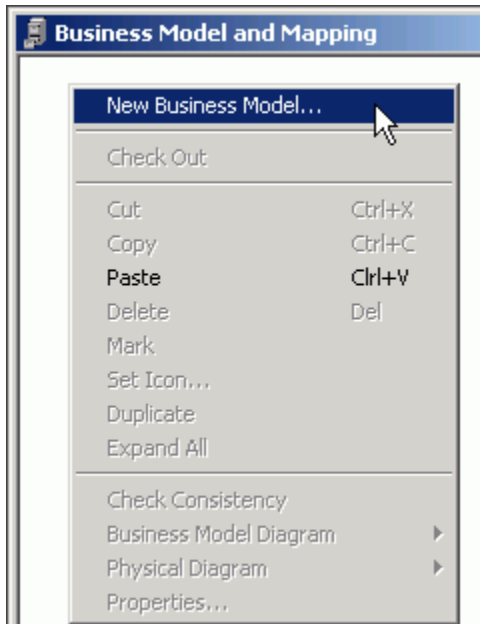 Business Model and Mapping
New Business Model...
Check Out
Cut Ctrl+X
Copy Ctrl+C
Paste Clrl+V
Delete Del
Mark
Set Icon...
Duplicate
Expand All
Check Consistency
Business Model Diagram
Physical Diagram
Properties...